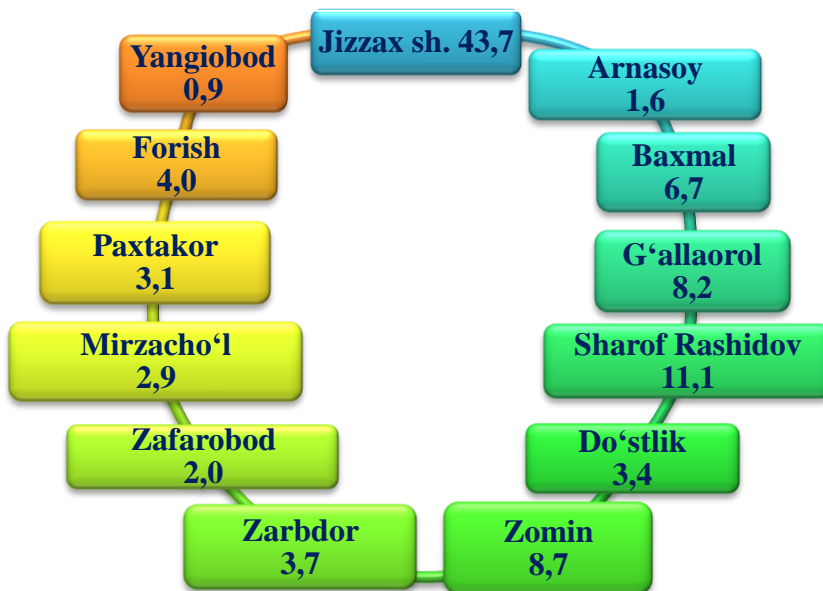 Jizzax sh. 43,7
Arnasoy
1,6
Baxmal
6,7
G‘allaorol
8,2
Sharof Rashidov
11,1
Do‘stlik
3,4
Zomin
8,7
Zarbdor
3,7
Zafarobod
2,0
Mirzacho‘l
2,9
Paxtakor
3,1
Forish
4,0
Yangiobod
0,9